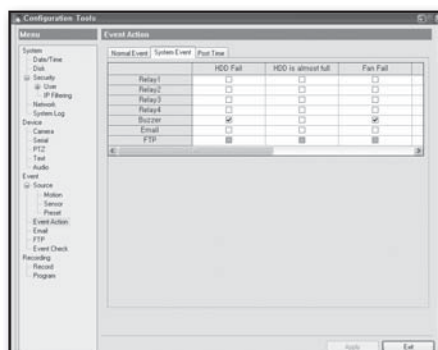 Configuration Tools
Menu
Event Action
System
Date/Time
Disk
Security
User
IP Filtering
Network
System Log
Device
Camera
Serial
PTZ
Text
Audio
Event
Source
Motion
Sensor
Preset
Event Action
Email
FTP
Event Check
Recording
Record
Program
Normal Event System Event Post Time
HDD Fail HDD is almost full Fan Fail
Relay1
Relay2
Relay3
Relay4
Buzzer
Email
FTP
Apply Exit